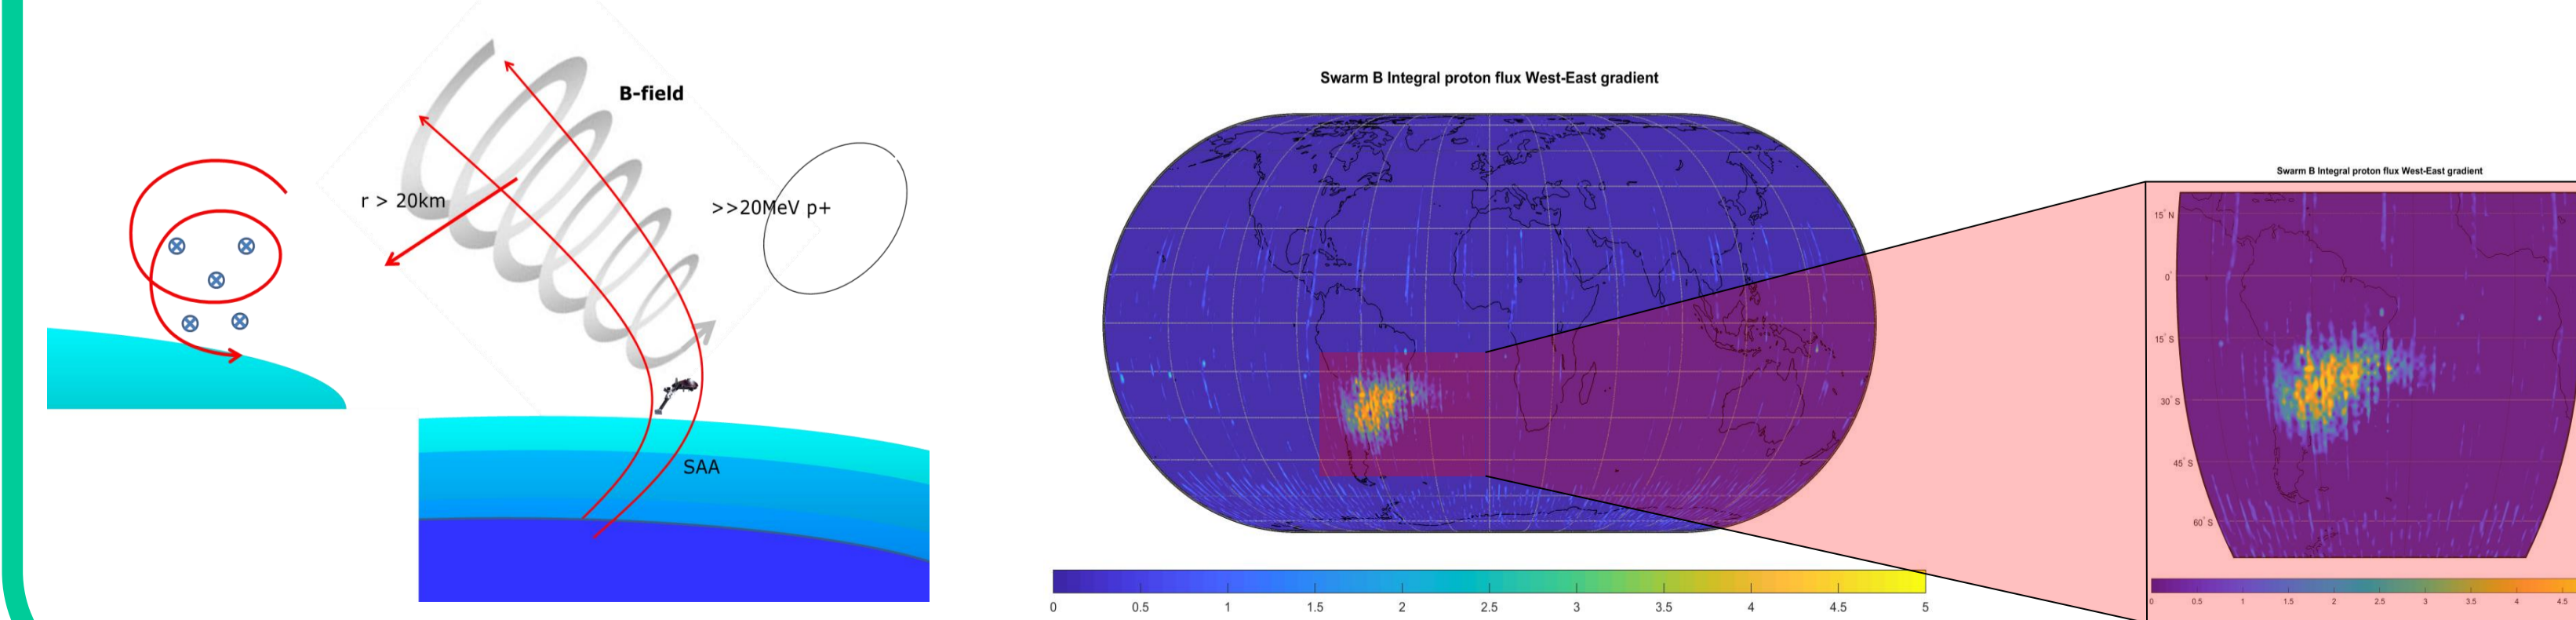 B-field
r > 20km
>>20MeV p+
SAA
Swarm B Integral proton flux West-East gradient
0 0.5 1 1.5 2 2.5 3 3.5 4 4.5 5
Swarm B Integral proton flux West-East gradient
15° N
0°
15° S
30° S
45° S
60° S
0 0.5 1 1.5 2 2.5 3 3.5 4 4.5